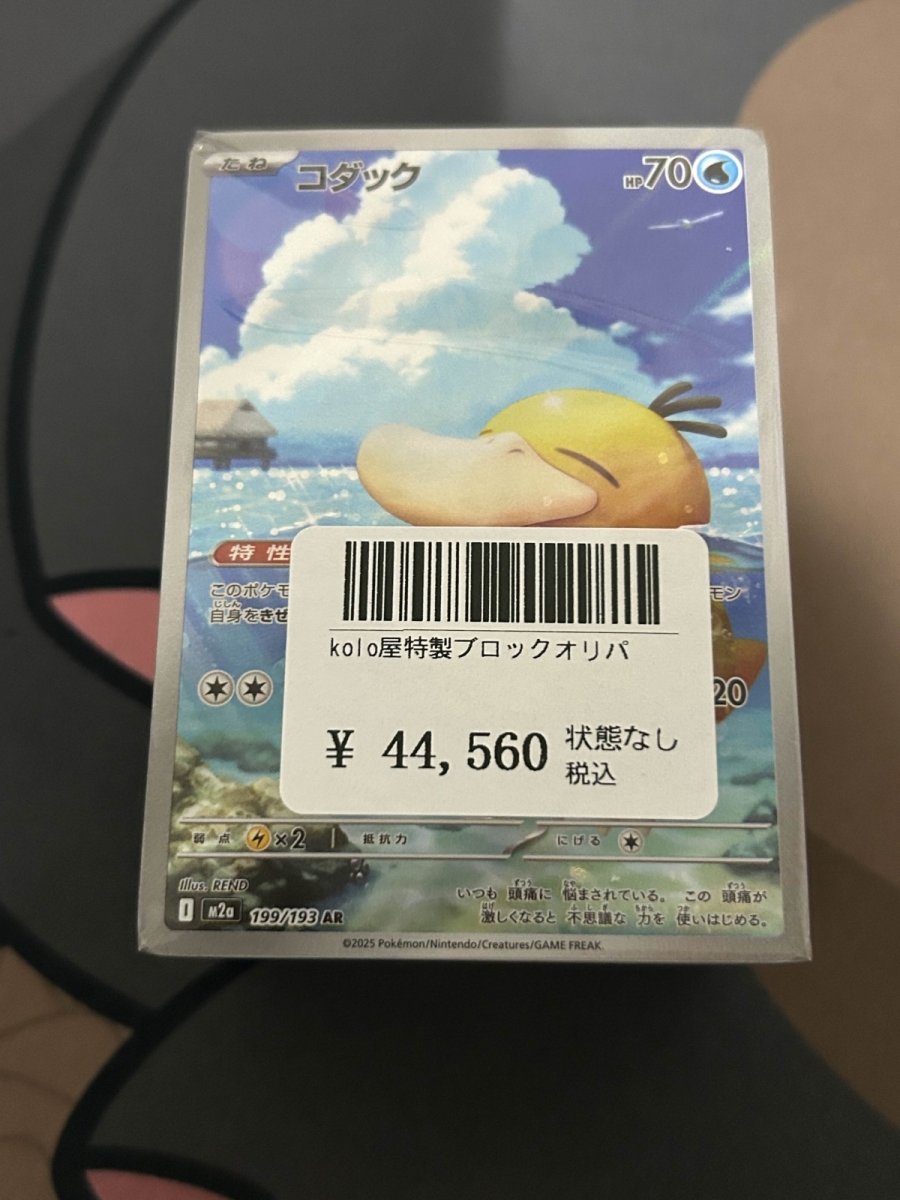 たね
コダック
HP70
特性
このポケモ
モン
自身をきぜ
kolo屋特製ブロックオリパ
¥ 44,560 状態なし
税込
20
弱点 ×2 抵抗力 にげる
Illus. REND
I m2a 199/193 AR
いつも 頭痛に 悩まされている。 この 頭痛が
激しくなると 不思議な 力を 使いはじめる。
©2025 Pokémon/Nintendo/Creatures/GAME FREAK